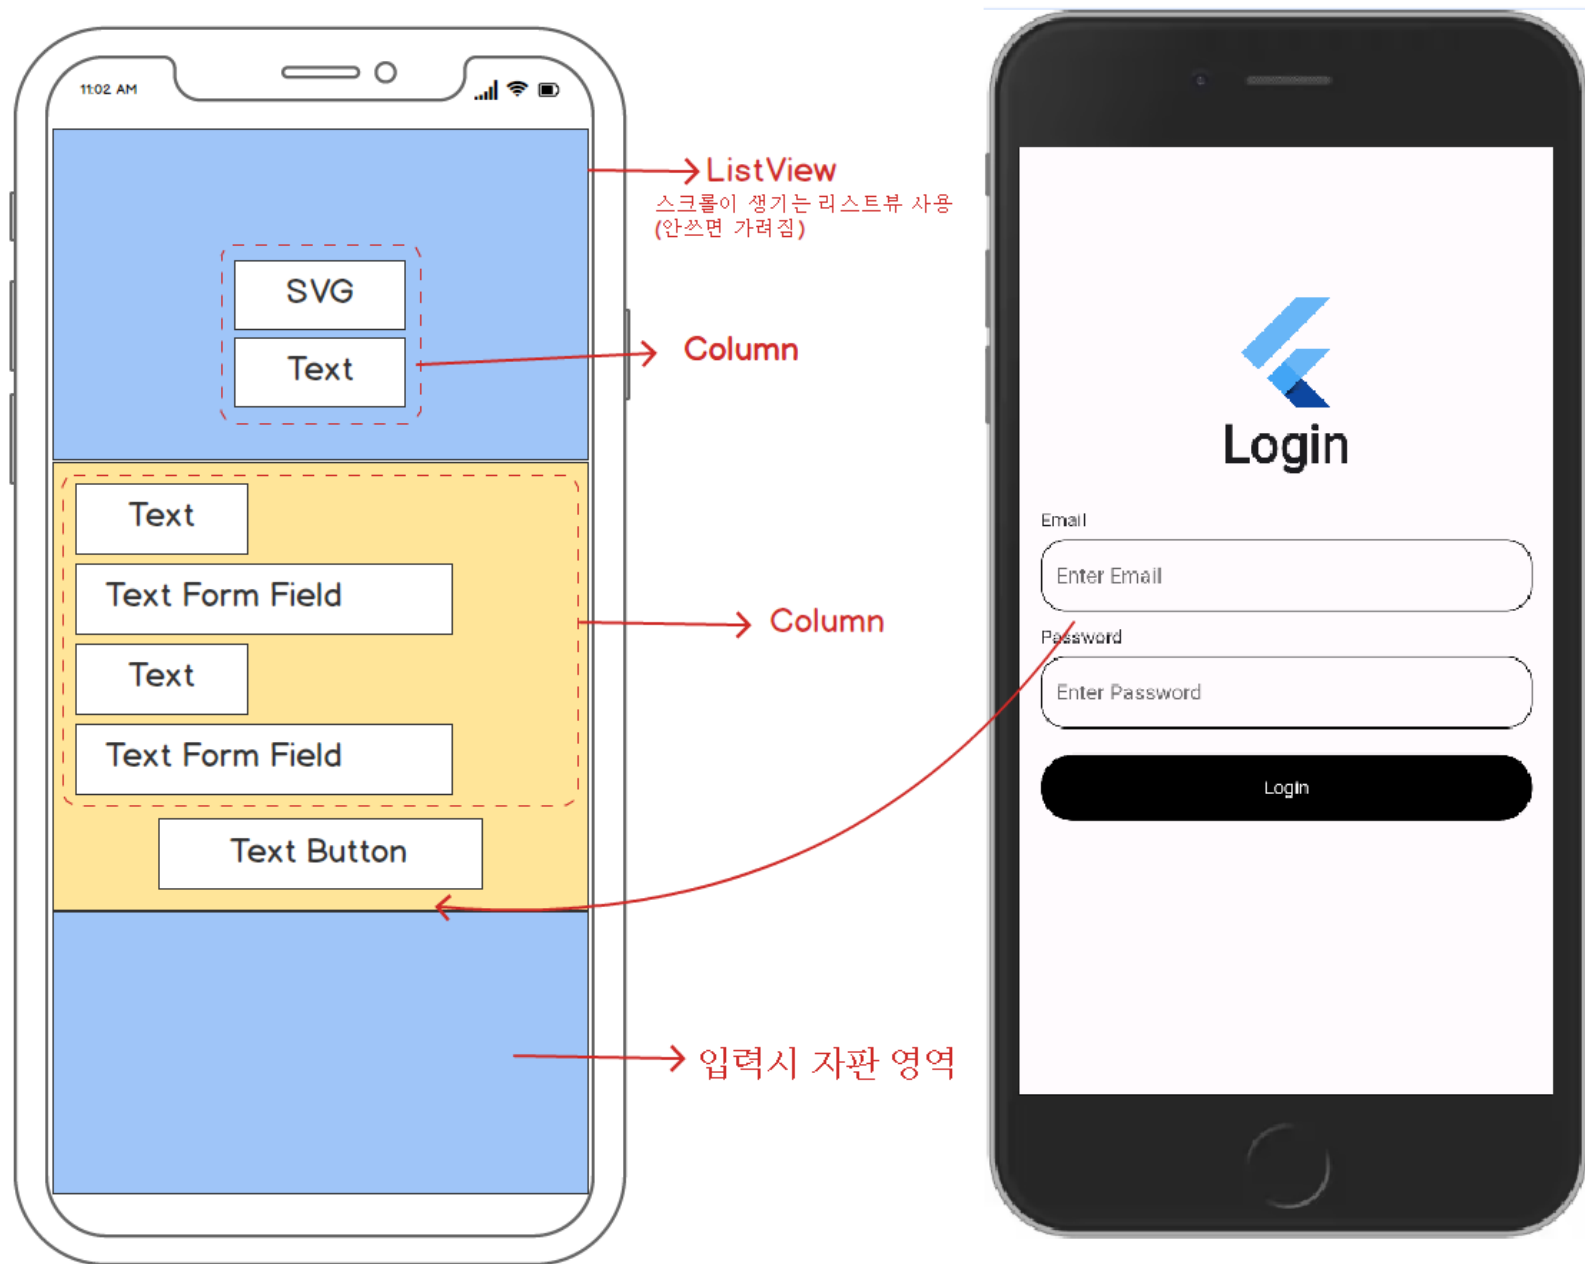 11:02 AM
ListView
스크롤이 생기는 리스트뷰 사용
(안쓰면 가려짐)
SVG
Text
Column
Text
Text Form Field
Text
Text Form Field
Text Button
Column
입력시 자판 영역
Login
Email
Enter Email
Password
Enter Password
Login